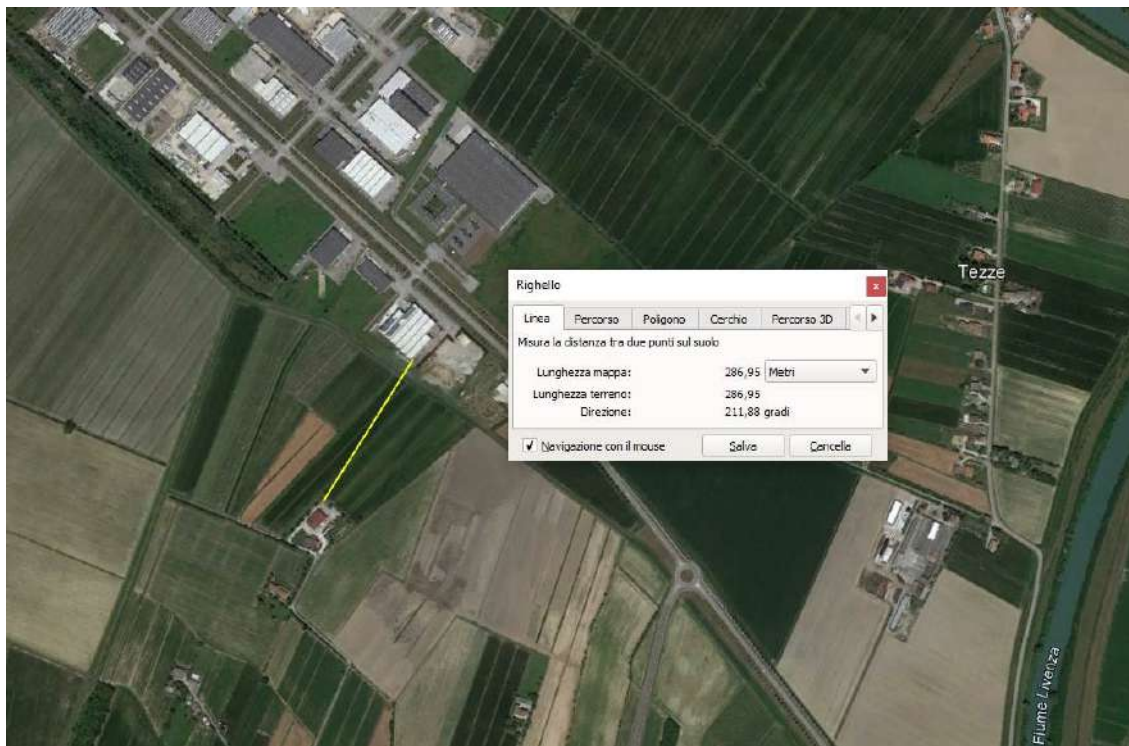 Tezze
Righello
Linea Percorso Poligono Cerchio Percorso 3D
Misura la distanza tra due punti sul suolo
Lunghezza mappa: 286,95 Metri
Lunghezza terreno: 286,95
Direzione: 211,88 gradi
Navigazione con il mouse Salva Cancella
Fiume Livenza